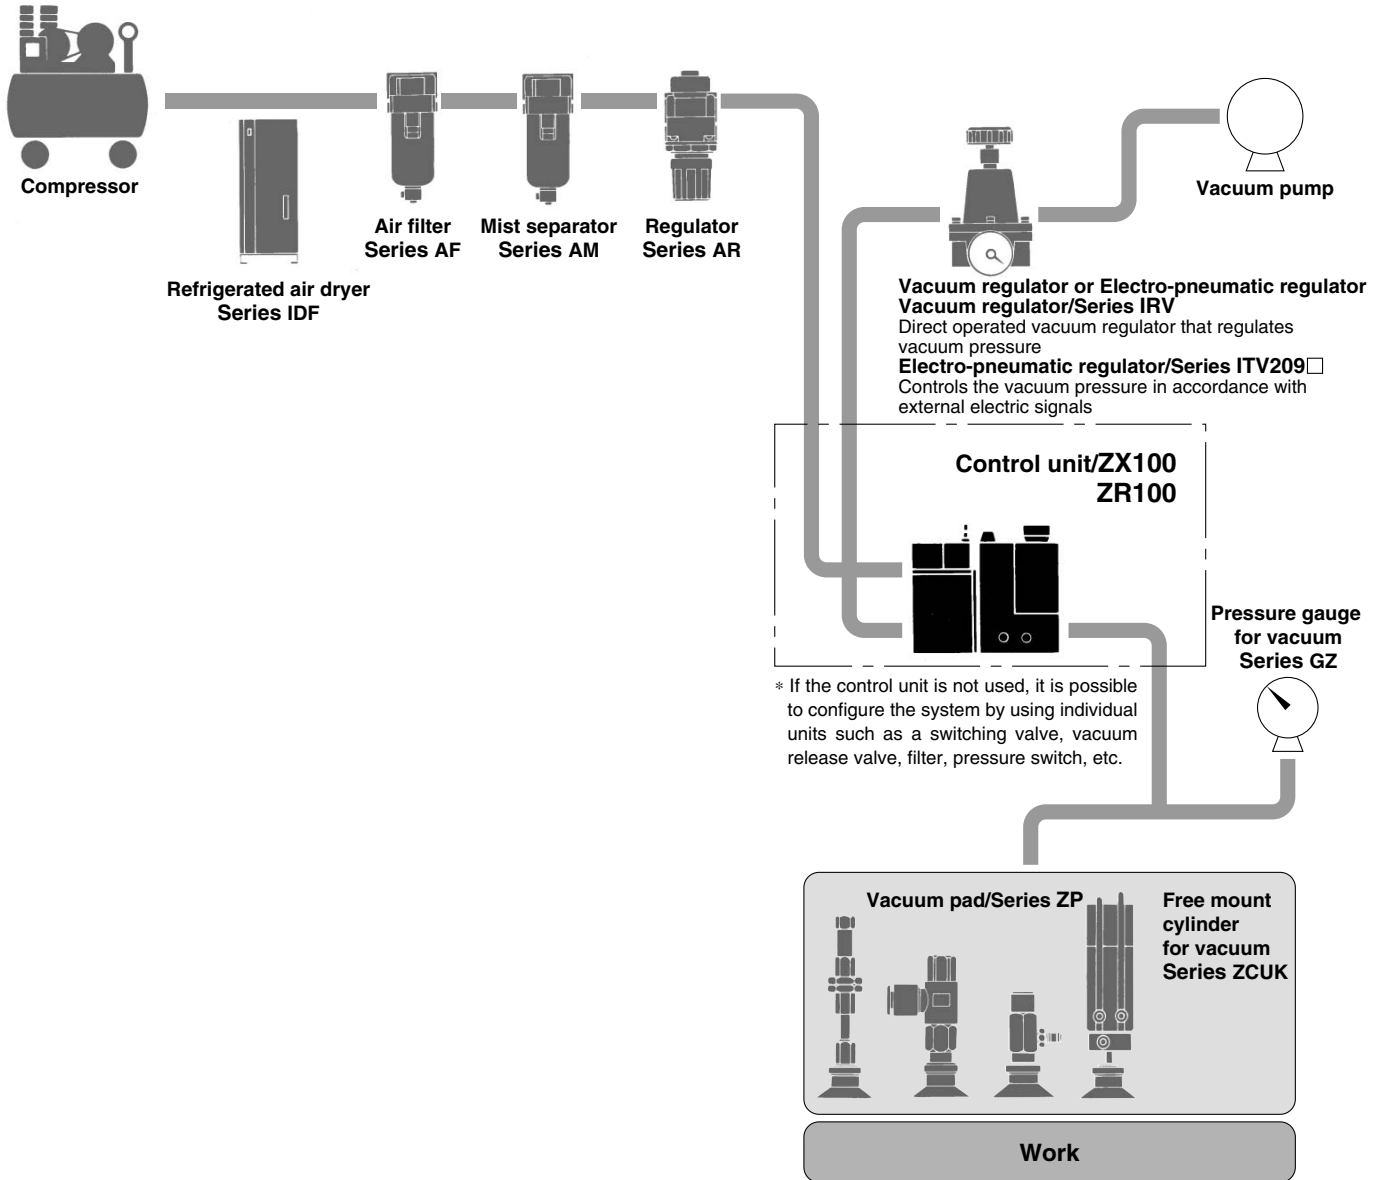 Compressor
Refrigerated air dryer
Series IDF
Air filter
Series AF
Mist separator
Series AM
Regulator
Series AR
Vacuum pump
Vacuum regulator or Electro-pneumatic regulator
Vacuum regulator/Series IRV
Direct operated vacuum regulator that regulates
vacuum pressure
Electro-pneumatic regulator/Series ITV209□
Controls the vacuum pressure in accordance with
external electric signals
Control unit/ZX100
ZR100
Pressure gauge
for vacuum
Series GZ
* If the control unit is not used, it is possible
to configure the system by using individual
units such as a switching valve, vacuum
release valve, filter, pressure switch, etc.
Vacuum pad/Series ZP
Free mount
cylinder
for vacuum
Series ZCUK
Work